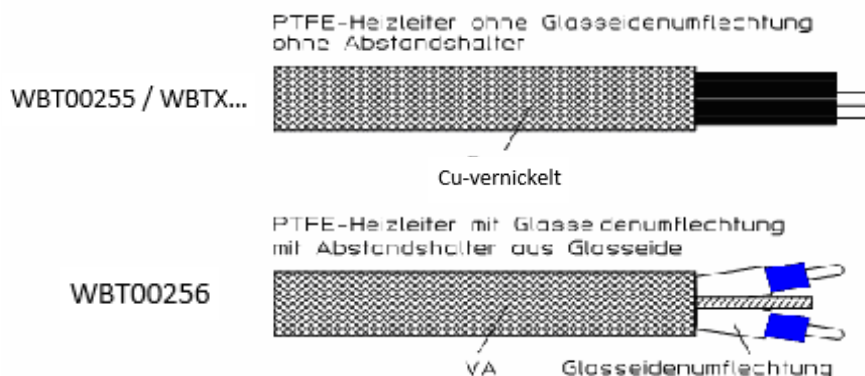 PTFE-Heizleiter ohne Glasseidenumflechtung
ohne Abstandshalter
WBT00255 / WBTX...
Cu-vernickelt
PTFE-Heizleiter mit Glasseidenumflechtung
mit Abstandshalter aus Glasseide
WBT00256
VA
Glasseidenumflechtung